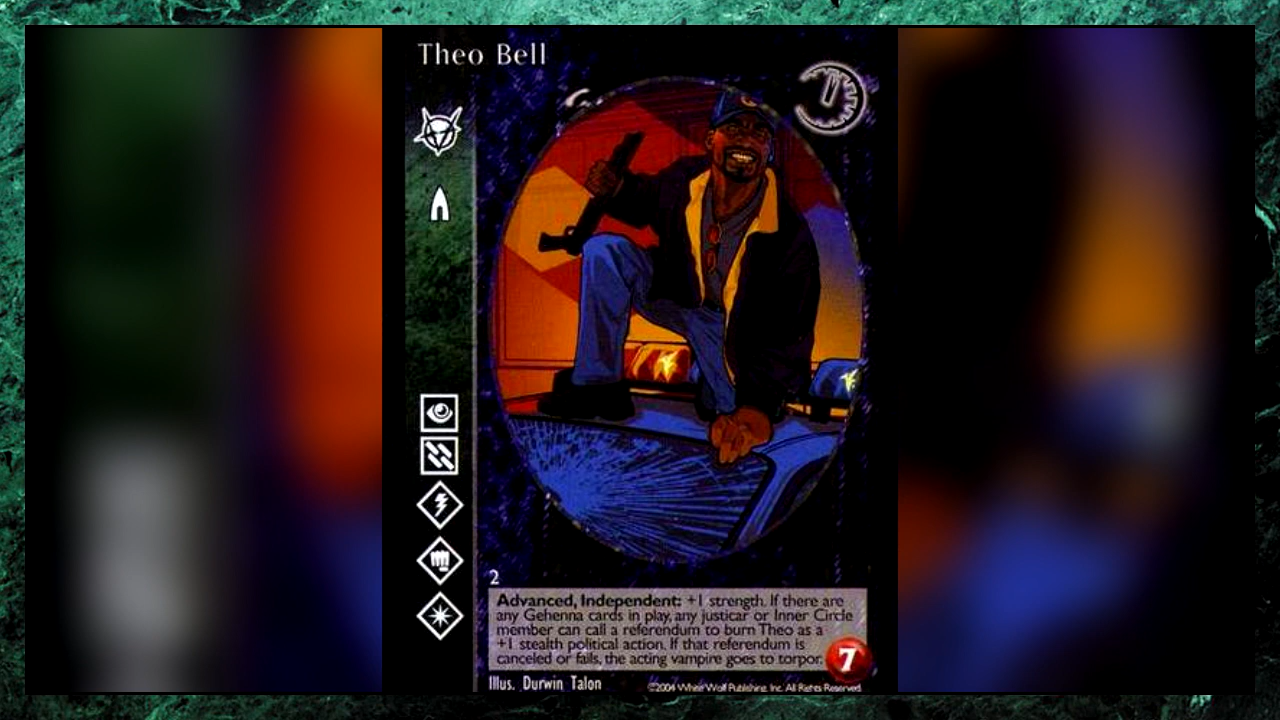 Theo Bell
2
Advanced, Independent: +1 strength. If there are
any Gehenna cards in play, any justicar or Inner Circle
member can call a referendum to burn Theo as a
+1 stealth political action. If that referendum is
canceled or fails, the acting vampire goes to torpor.
7
Illus. Durwin Talon
©2004 White Wolf Publishing, Inc. All Rights Reserved.